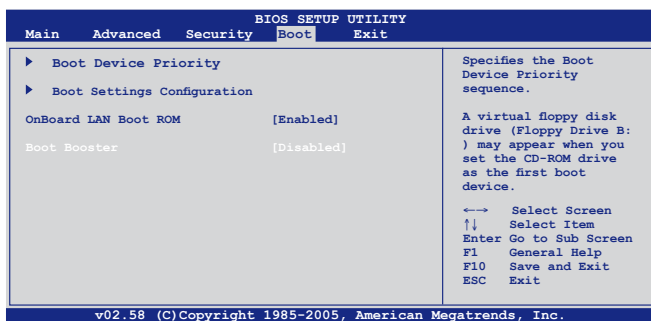 BIOS SETUP UTILITY
Main Advanced Security Boot Exit
Boot Device Priority
Boot Settings Configuration
OnBoard LAN Boot ROM [Enabled]
Boot Booster [Disabled]
Specifies the Boot
Device Priority
sequence.
A virtual floppy disk
drive (Floppy Drive B:
) may appear when you
set the CD-ROM drive
as the first boot
device.
←→ Select Screen
↑↓ Select Item
Enter Go to Sub Screen
F1 General Help
F10 Save and Exit
ESC Exit
v02.58 (C)Copyright 1985-2005, American Megatrends, Inc.